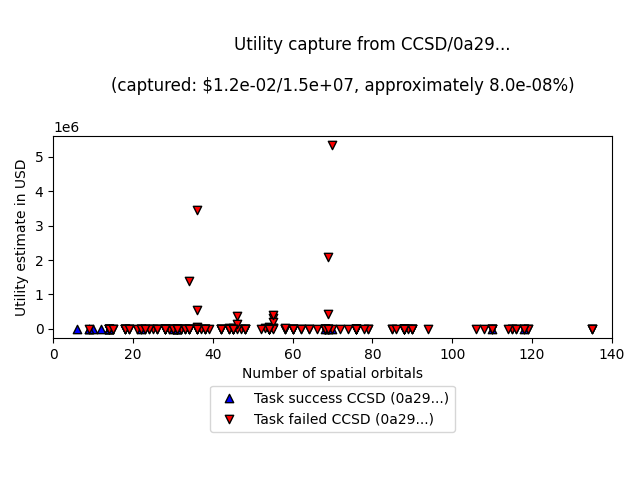 Utility capture from CCSD/0a29...
(captured: $1.2e-02/1.5e+07, approximately 8.0e-08%)
1e6
5
4
3
2
1
0
Utility estimate in USD
0 20 40 60 80 100 120 140
Number of spatial orbitals
Task success CCSD (0a29...)
Task failed CCSD (0a29...)